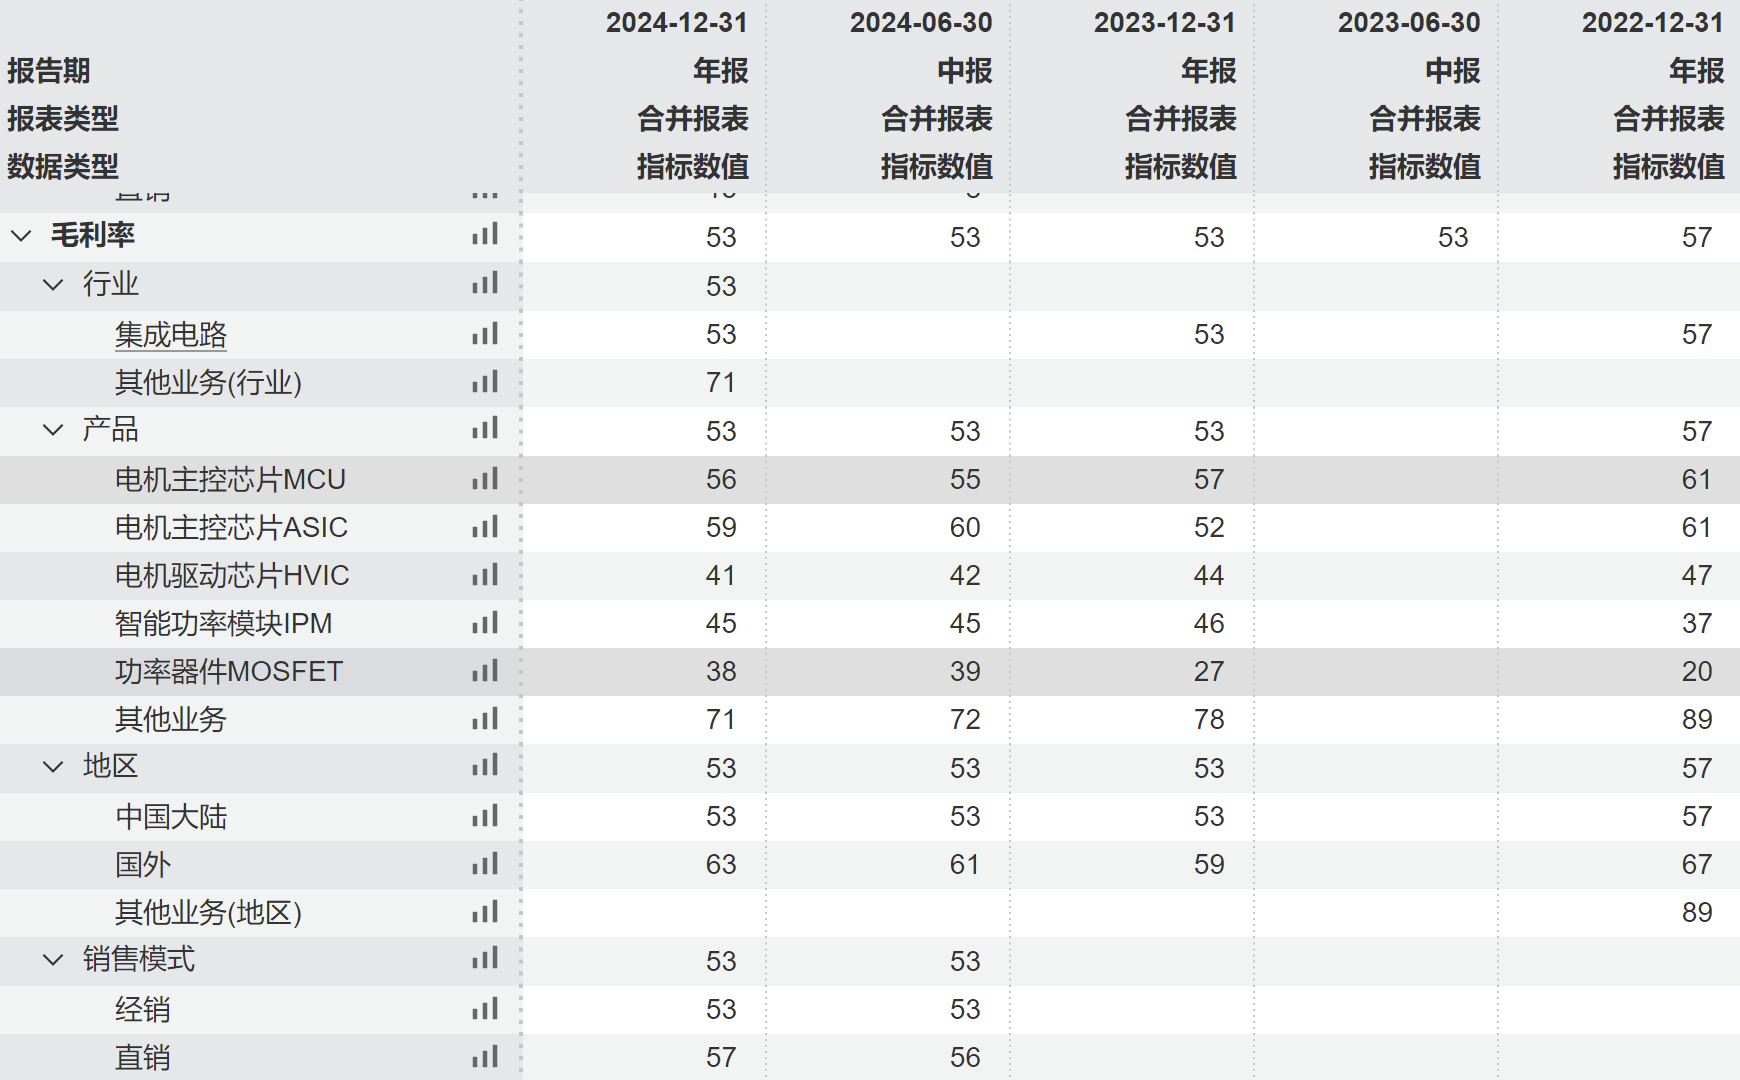 2024-12-31 2024-06-30 2023-12-31 2023-06-30 2022-12-31
报告期 年报 中报 年报 中报 年报
报表类型 合并报表 合并报表 合并报表 合并报表 合并报表
数据类型 指标数值 指标数值 指标数值 指标数值 指标数值
直销
毛利率 53 53 53 53 57
行业 53
集成电路 53 53 57
其他业务(行业) 71
产品 53 53 53 57
电机主控芯片MCU 56 55 57 61
电机主控芯片ASIC 59 60 52 61
电机驱动芯片HVIC 41 42 44 47
智能功率模块IPM 45 45 46 37
功率器件MOSFET 38 39 27 20
其他业务 71 72 78 89
地区 53 53 53 57
中国大陆 53 53 53 57
国外 63 61 59 67
其他业务(地区) 89
销售模式 53 53
经销 53 53
直销 57 56